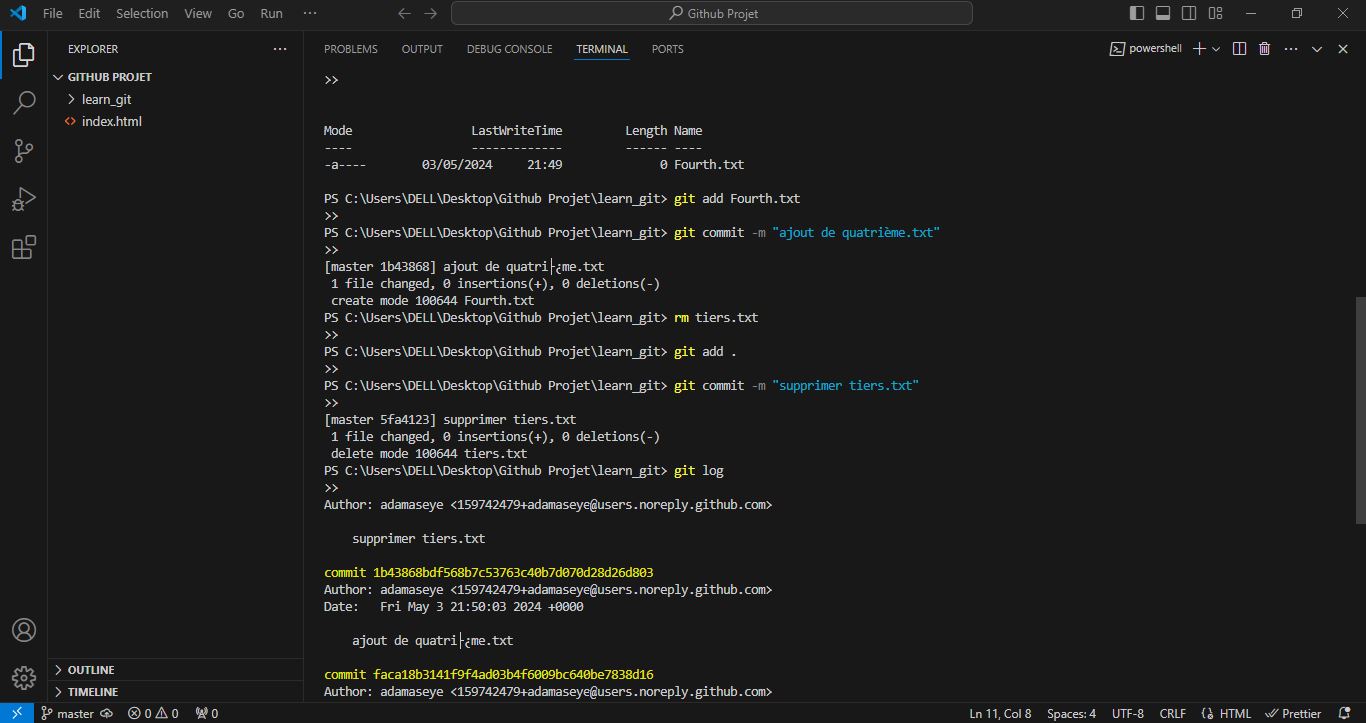 File Edit Selection View Go Run ··· Github Projet
EXPLORER ···
GITHUB PROJET
learn_git
index.html
OUTLINE
TIMELINE
PROBLEMS OUTPUT DEBUG CONSOLE TERMINAL PORTS powershell
>>
Mode LastWriteTime Length Name
---- ------------- ------ ----
-a---- 03/05/2024 21:49 0 Fourth.txt
PS C:\Users\DELL\Desktop\Github Projet\learn_git> git add Fourth.txt
>>
PS C:\Users\DELL\Desktop\Github Projet\learn_git> git commit -m "ajout de quatrième.txt"
>>
[master 1b43868] ajout de quatri├¿me.txt
1 file changed, 0 insertions(+), 0 deletions(-)
create mode 100644 Fourth.txt
PS C:\Users\DELL\Desktop\Github Projet\learn_git> rm tiers.txt
>>
PS C:\Users\DELL\Desktop\Github Projet\learn_git> git add .
>>
PS C:\Users\DELL\Desktop\Github Projet\learn_git> git commit -m "supprimer tiers.txt"
>>
[master 5fa4123] supprimer tiers.txt
1 file changed, 0 insertions(+), 0 deletions(-)
delete mode 100644 tiers.txt
PS C:\Users\DELL\Desktop\Github Projet\learn_git> git log
>>
Author: adamaseye <159742479+adamaseye@users.noreply.github.com>
supprimer tiers.txt
commit 1b43868bdf568b7c53763c40b7d070d28d26d803
Author: adamaseye <159742479+adamaseye@users.noreply.github.com>
Date: Fri May 3 21:50:03 2024 +0000
ajout de quatri├¿me.txt
commit faca18b3141f9f4ad03b4f6009bc640be7838d16
Author: adamaseye <159742479+adamaseye@users.noreply.github.com>
master 0 0 0 Ln 11, Col 8 Spaces: 4 UTF-8 CRLF HTML Prettier